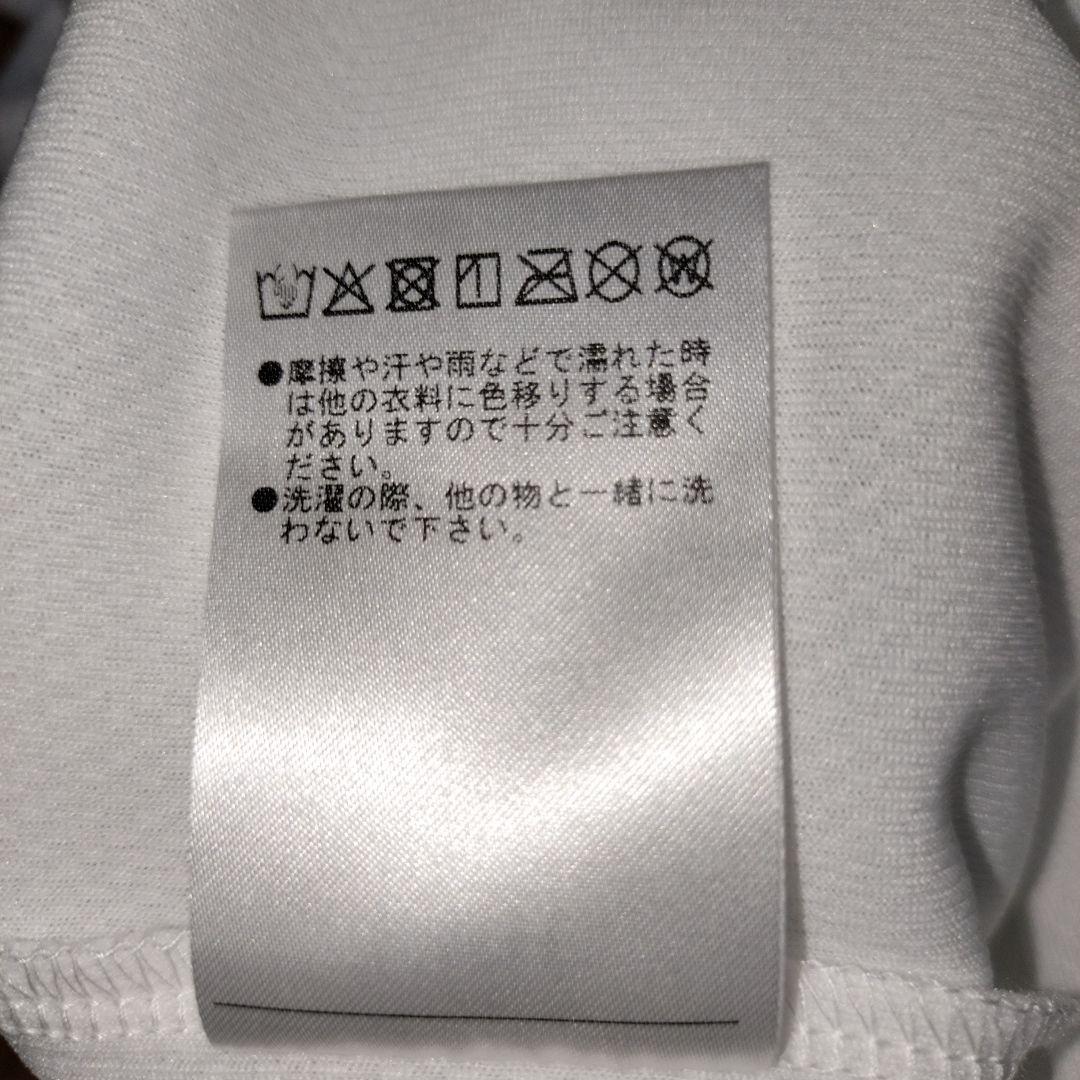 ●摩擦や汗や雨などで濡れた時
は他の衣料に色移りする場合
がありますので十分ご注意く
ださい。
●洗濯の際、他の物と一緒に洗
わないで下さい。